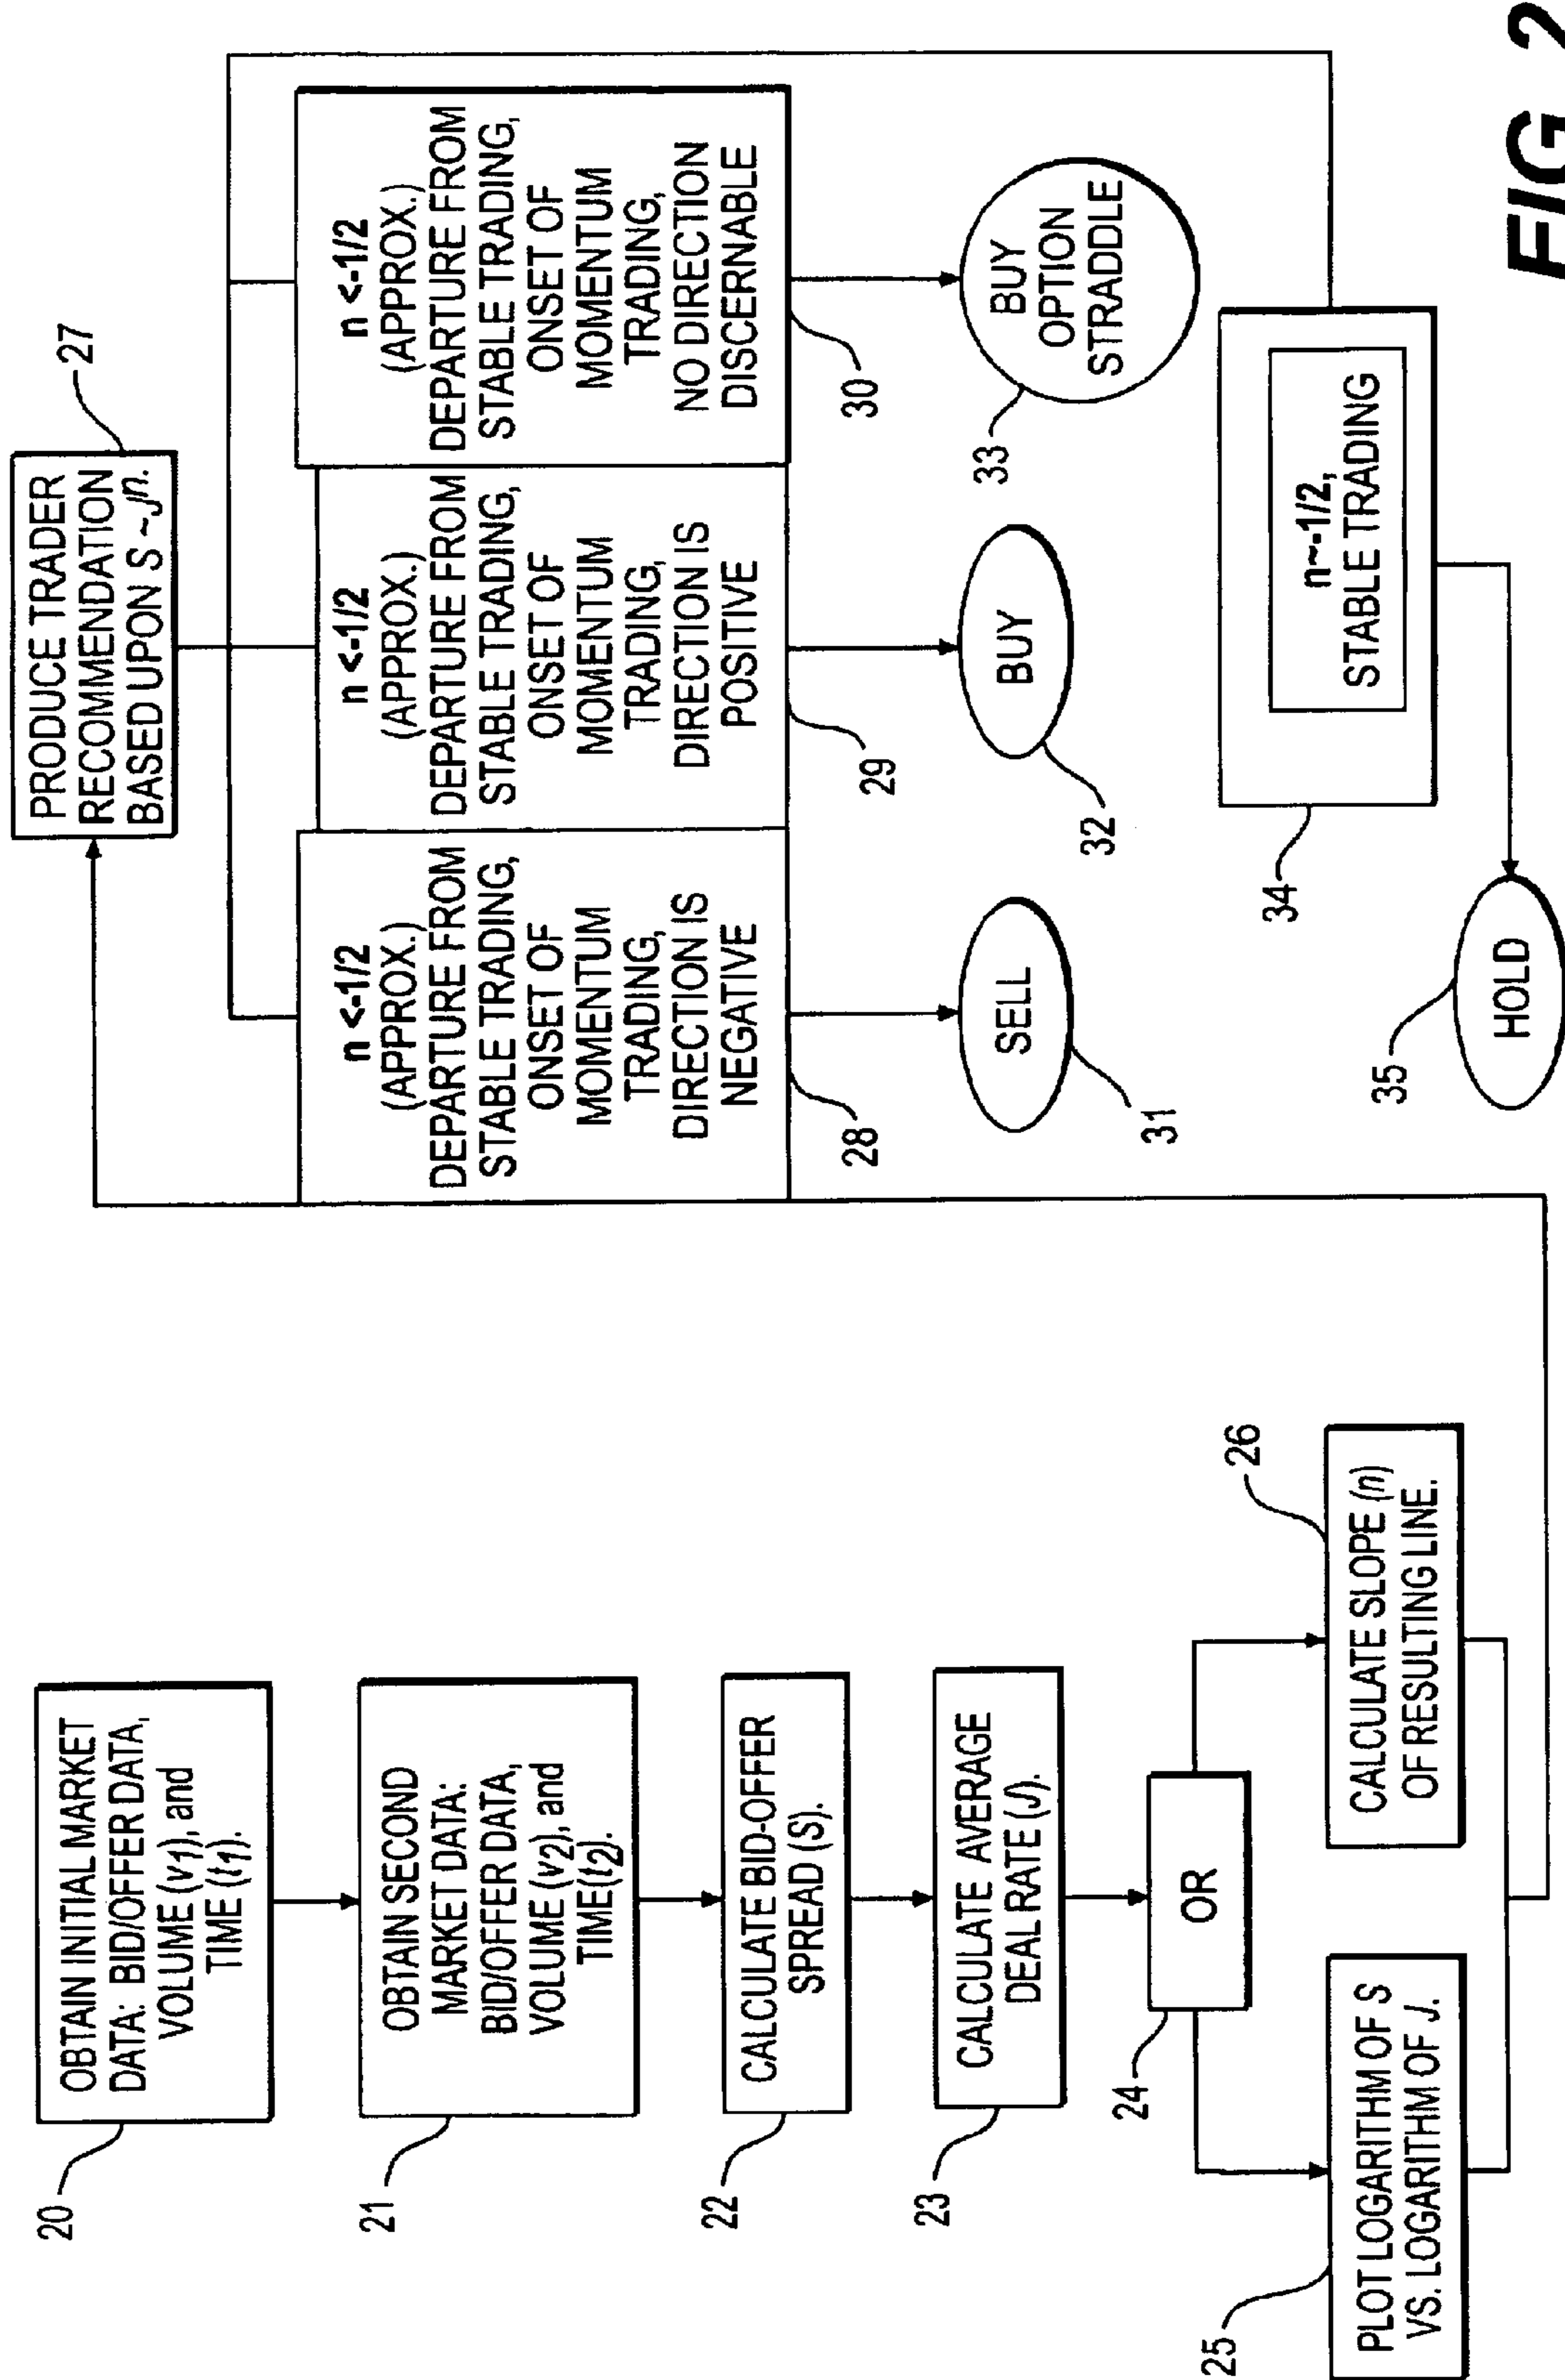 20
OBTAIN INITIAL MARKET
DATA: BID/OFFER DATA,
VOLUME (v1), and
TIME (t1).
21
OBTAIN SECOND
MARKET DATA:
BID/OFFER DATA,
VOLUME (v2), and
TIME(t2).
22
CALCULATE BID-OFFER
SPREAD (S).
23
CALCULATE AVERAGE
DEAL RATE (J).
24
OR
25
PLOT LOGARITHM OF S
VS. LOGARITHM OF J.
26
CALCULATE SLOPE (n)
OF RESULTING LINE.
PRODUCE TRADER
RECOMMENDATION
BASED UPON S ~Jn.
27
n <-1/2
(APPROX.)
DEPARTURE FROM
STABLE TRADING,
ONSET OF
MOMENTUM
TRADING,
DIRECTION IS
NEGATIVE
28
n <-1/2
(APPROX.)
DEPARTURE FROM
STABLE TRADING,
ONSET OF
MOMENTUM
TRADING,
DIRECTION IS
POSITIVE
29
n <-1/2
(APPROX.)
DEPARTURE FROM
STABLE TRADING,
ONSET OF
MOMENTUM
TRADING,
NO DIRECTION
DISCERNABLE
30
SELL
31
BUY
32
BUY
OPTION
STRADDLE
33
n~-1/2,
STABLE TRADING
34
HOLD
35
FIG 2